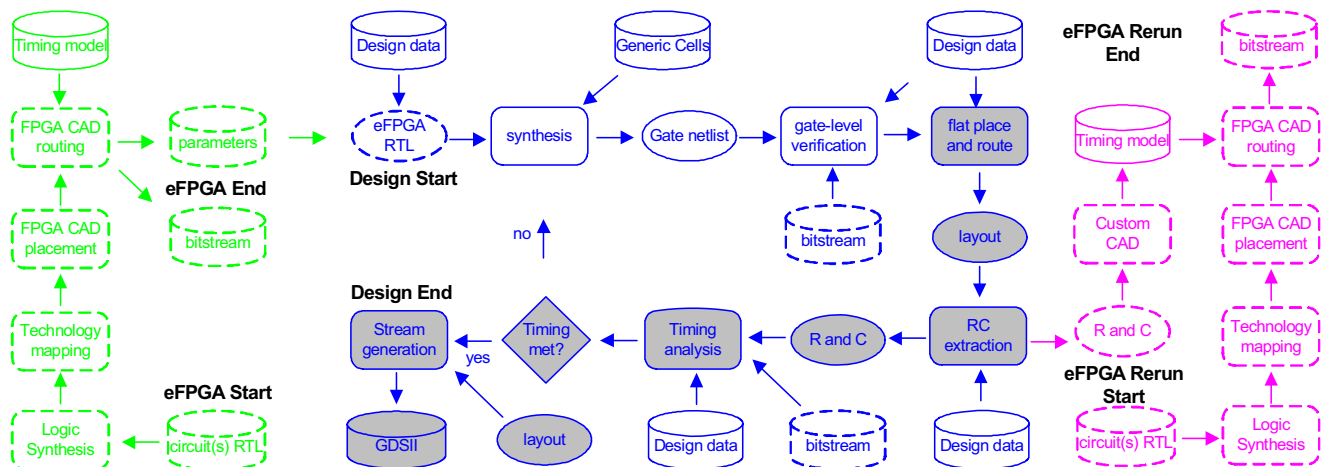 Timing model
FPGA CAD
routing
parameters
eFPGA End
FPGA CAD
placement
bitstream
Technology
mapping
eFPGA Start
Logic
Synthesis
circuit(s) RTL
Design data
Generic Cells
Design data
eFPGA
RTL
Design Start
synthesis
Gate netlist
gate-level
verification
flat place
and route
bitstream
layout
no
Design End
Stream
generation
yes
Timing
met?
Timing
analysis
R and C
RC
extraction
GDSII
layout
Design data
bitstream
Design data
eFPGA Rerun
End
bitstream
Timing model
FPGA CAD
routing
Custom
CAD
FPGA CAD
placement
R and C
Technology
mapping
eFPGA Rerun
Start
circuit(s) RTL
Logic
Synthesis